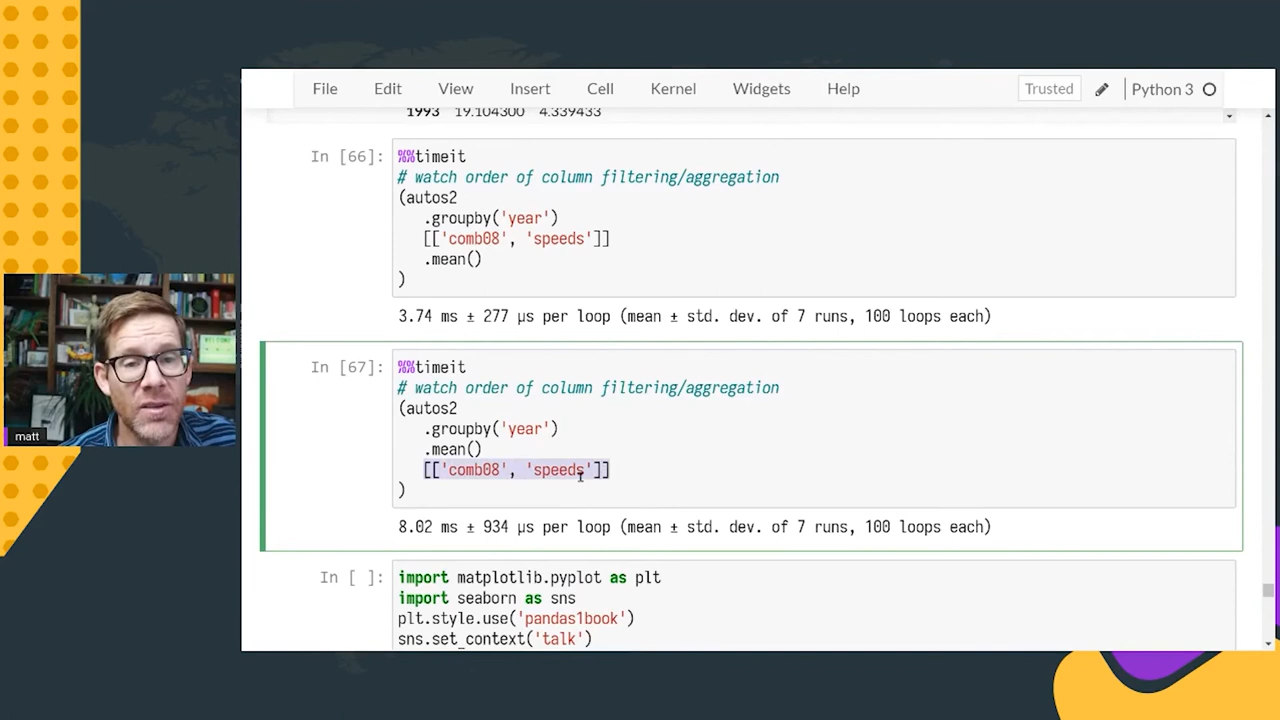 File Edit View Insert Cell Kernel Widgets Help Trusted Python 3
1993 19.104300 4.339433
In [66]: %%timeit
# watch order of column filtering/aggregation
(autos2
.groupby('year')
[['comb08', 'speeds']]
.mean()
)
3.74 ms ± 277 µs per loop (mean ± std. dev. of 7 runs, 100 loops each)
In [67]: %%timeit
# watch order of column filtering/aggregation
(autos2
.groupby('year')
.mean()
[['comb08', 'speeds']]
)
8.02 ms ± 934 µs per loop (mean ± std. dev. of 7 runs, 100 loops each)
In [ ]: import matplotlib.pyplot as plt
import seaborn as sns
plt.style.use('pandas1book')
sns.set_context('talk')
matt